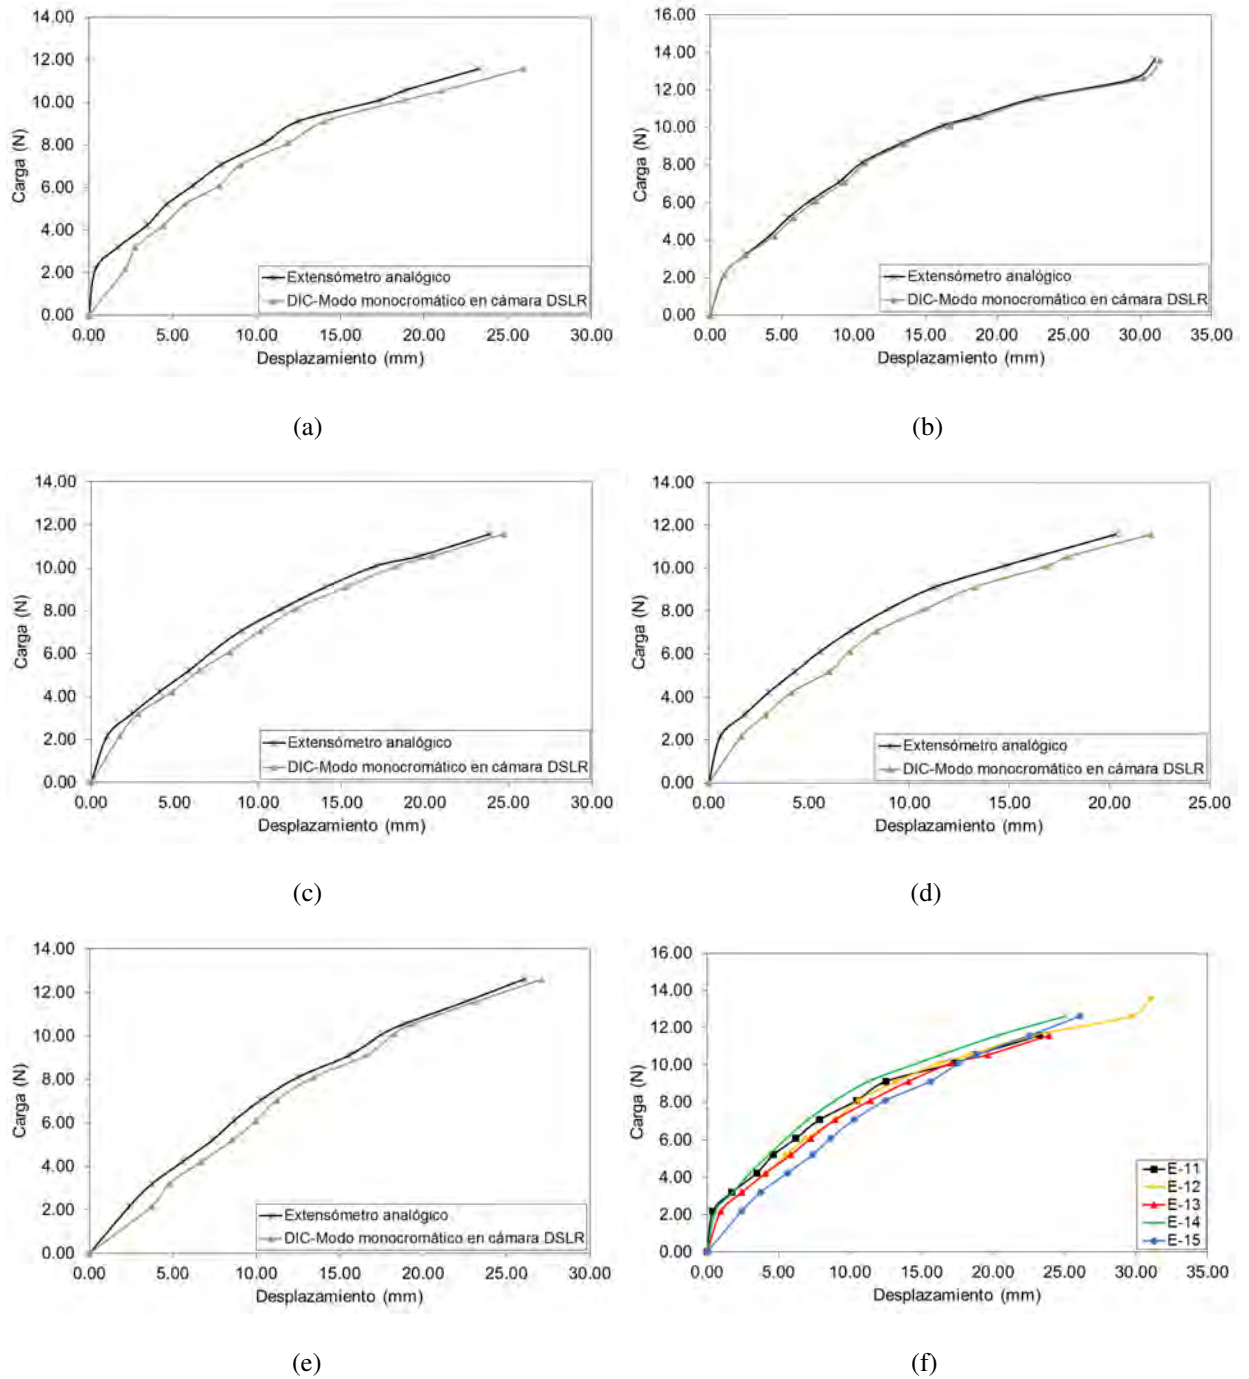 14.00
12.00
10.00
8.00
6.00
4.00
2.00
0.00
Carga (N)
Extensómetro analógico
DIC-Modo monocromático en cámara DSLR
0.00 5.00 10.00 15.00 20.00 25.00 30.00
Desplazamiento (mm)
(a)
16.00
14.00
12.00
10.00
8.00
6.00
4.00
2.00
0.00
Carga (N)
Extensómetro analógico
DIC-Modo monocromático en cámara DSLR
0.00 5.00 10.00 15.00 20.00 25.00 30.00 35.00
Desplazamiento (mm)
(b)
14.00
12.00
10.00
8.00
6.00
4.00
2.00
0.00
Carga (N)
Extensómetro analógico
DIC-Modo monocromático en cámara DSLR
0.00 5.00 10.00 15.00 20.00 25.00 30.00
Desplazamiento (mm)
(c)
14.00
12.00
10.00
8.00
6.00
4.00
2.00
0.00
Carga (N)
Extensómetro analógico
DIC-Modo monocromático en cámara DSLR
0.00 5.00 10.00 15.00 20.00 25.00
Desplazamiento (mm)
(d)
14.00
12.00
10.00
8.00
6.00
4.00
2.00
0.00
Carga (N)
Extensómetro analógico
DIC-Modo monocromático en cámara DSLR
0.00 5.00 10.00 15.00 20.00 25.00 30.00
Desplazamiento (mm)
(e)
16.00
14.00
12.00
10.00
8.00
6.00
4.00
2.00
0.00
Carga (N)
E-11
E-12
E-13
E-14
E-15
0.00 5.00 10.00 15.00 20.00 25.00 30.00 35.00
Desplazamiento (mm)
(f)